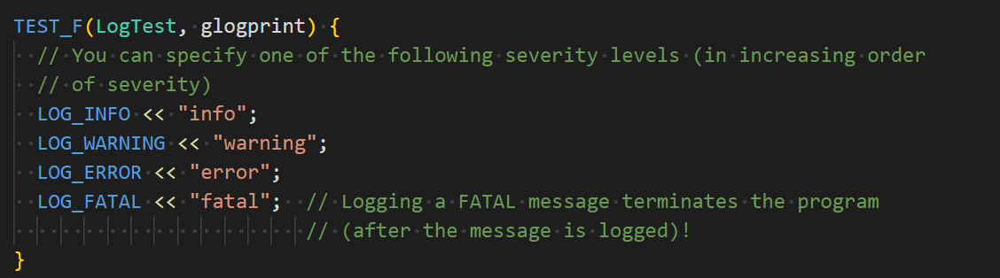 TEST_F(LogTest, glogprint) {
  // You can specify one of the following severity levels (in increasing order
  // of severity)
  LOG_INFO << "info";
  LOG_WARNING << "warning";
  LOG_ERROR << "error";
  LOG_FATAL << "fatal";  // Logging a FATAL message terminates the program
                         // (after the message is logged)!
}